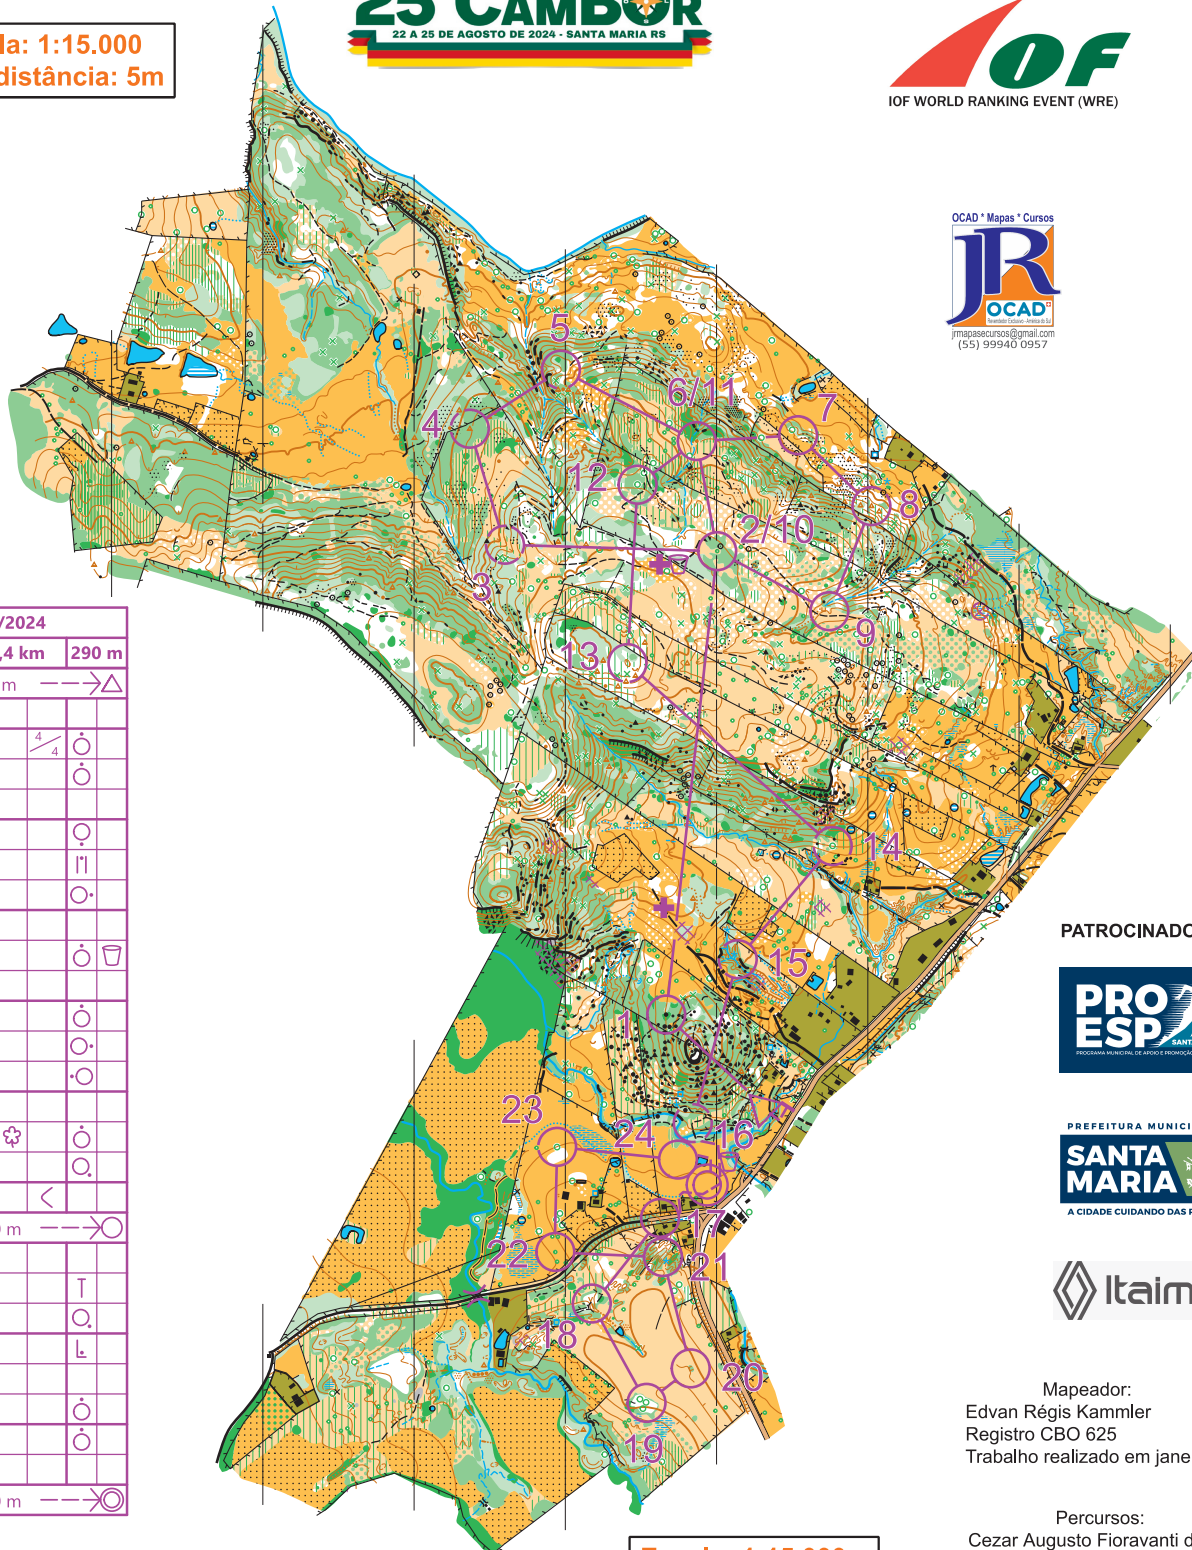 la: 1:15.000
distância: 5m
25 CAMBOR
22 A 25 DE AGOSTO DE 2024 - SANTA MARIA RS
IOF
IOF WORLD RANKING EVENT (WRE)
OCAD * Mapas * Cursos
JR
OCAD
jrmapasecursos@gmail.com
(55) 99940 0957
5
6/11
7
4
12
8
2/10
3
9
13
14
15
1
23
24
16
17
22
21
18
20
19
/2024
,4 km
290 m
m
4
4
m
m
PATROCINADO
PRO
ESP
SANTA
PREFEITURA MUNICI
SANTA
MARIA
A CIDADE CUIDANDO DAS P
Itaim
Mapeador:
Edvan Régis Kammler
Registro CBO 625
Trabalho realizado em jane
Percursos:
Cezar Augusto Fioravanti d